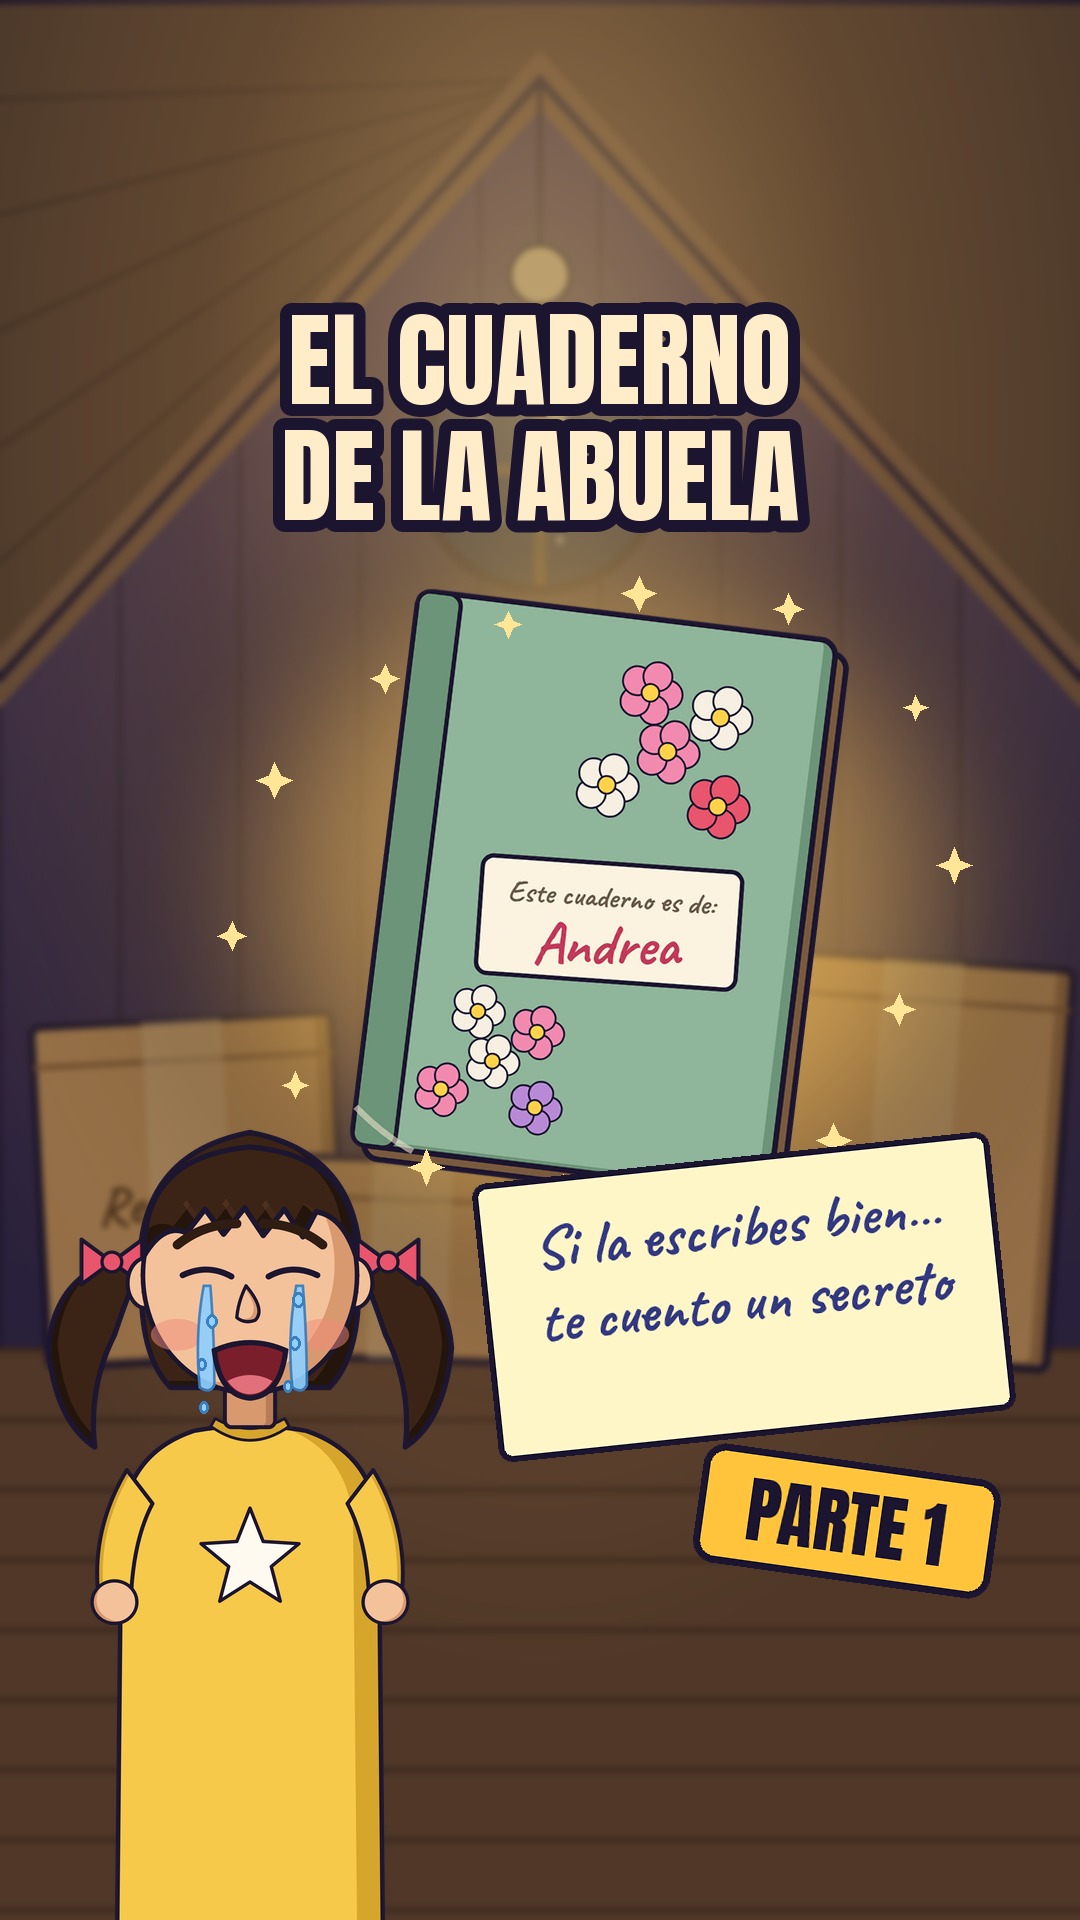 EL CUADERNO
DE LA ABUELA
Este cuaderno es de:
Andrea
Si la escribes bien...
te cuento un secreto
PARTE 1